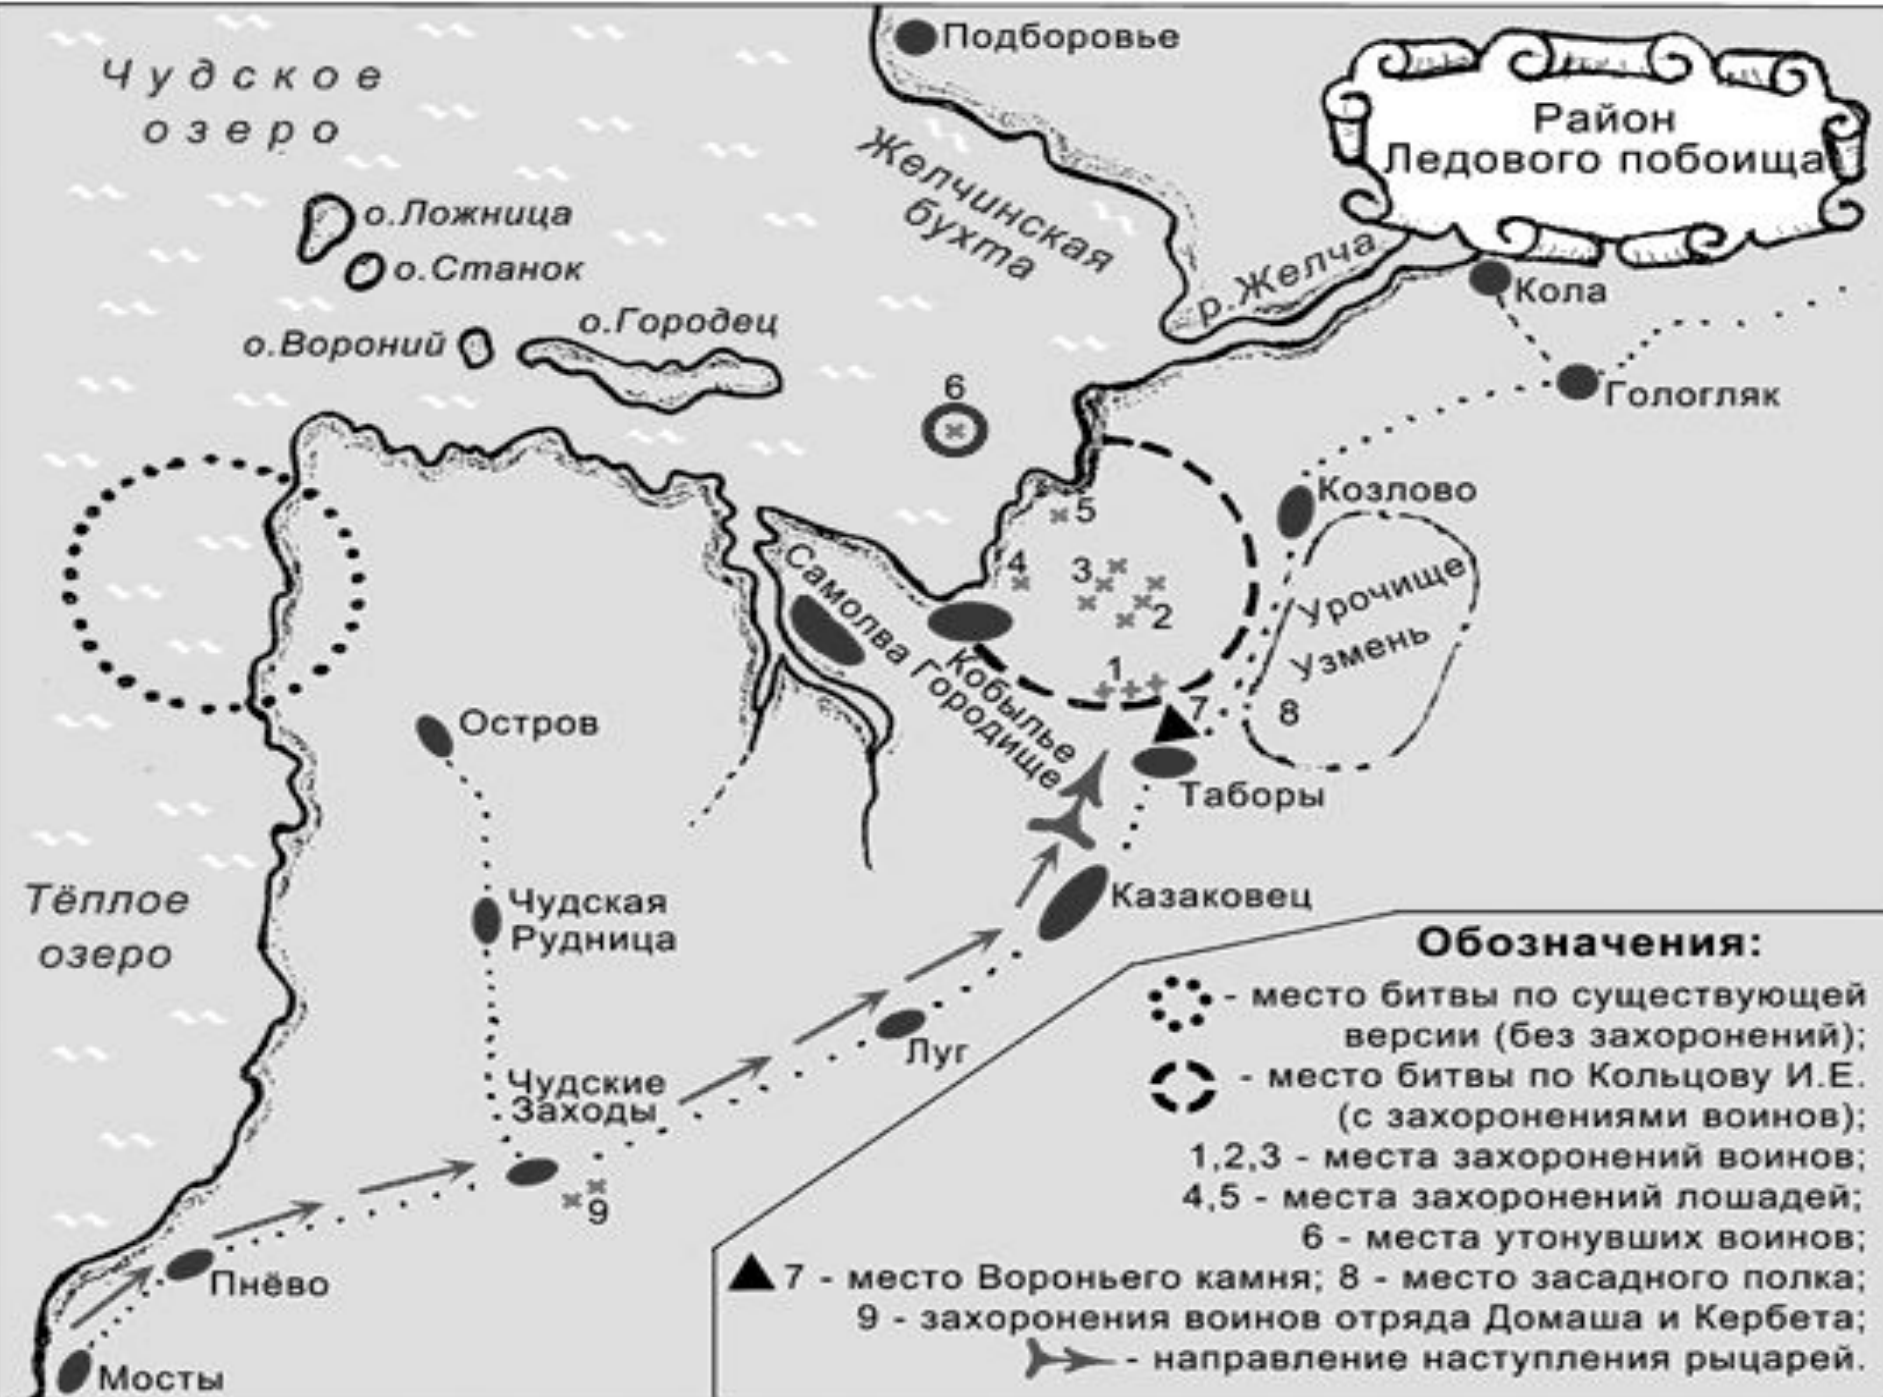 Чудское
озеро
Подборовье
Район
Ледового побоища
Желчинская
бухта
о.Ложница
о.Станок
р.Желча
Кола
о.Вороний
о.Городец
Гологляк
6
Козлово
5
4
3
2
Самолва
Урочище
Узмень
Кобылье
Городище
1
7
8
Остров
Таборы
Тёплое
озеро
Чудская
Рудница
Казаковец
Луг
Чудские
Заходы
9
Пнёво
Мосты
Обозначения:
- место битвы по существующей
версии (без захоронений);
- место битвы по Кольцову И.Е.
(с захоронениями воинов);
1,2,3 - места захоронений воинов;
4,5 - места захоронений лошадей;
6 - места утонувших воинов;
7 - место Вороньего камня; 8 - место засадного полка;
9 - захоронения воинов отряда Домаша и Кербета;
- направление наступления рыцарей.